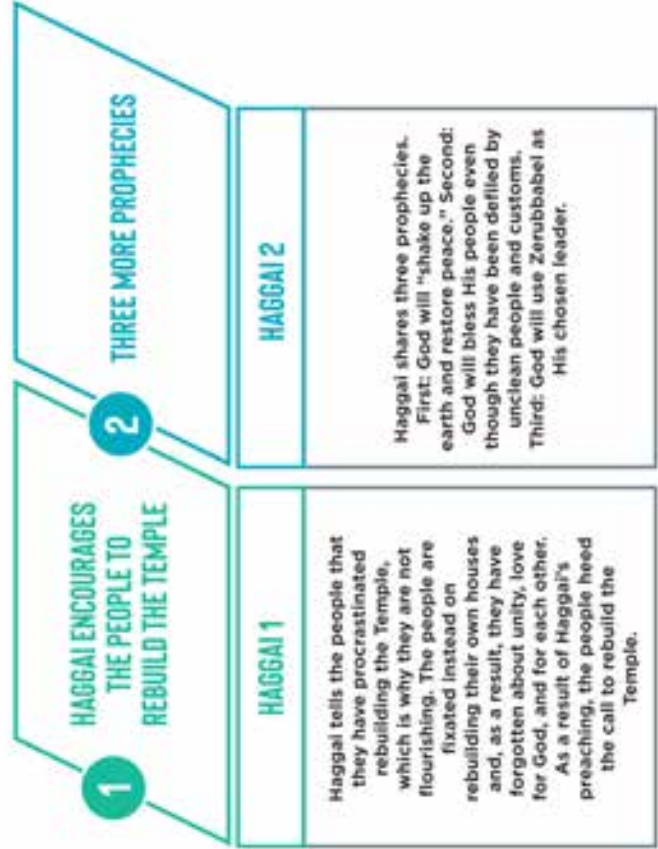 1
HAGGAI ENCOURAGES
THE PEOPLE TO
REBUILD THE TEMPLE
HAGGAI 1
Haggai tells the people that
they have procrastinated
rebuilding the Temple,
which is why they are not
flourishing. The people are
fixated instead on
rebuilding their own houses
and, as a result, they have
forgotten about unity, love
for God, and for each other.
As a result of Haggai's
preaching, the people heed
the call to rebuild the
Temple.
2
THREE MORE PROPHECIES
HAGGAI 2
Haggai shares three prophecies.
First: God will "shake up the
earth and restore peace." Second:
God will bless His people even
though they have been defiled by
unclean people and customs.
Third: God will use Zerubbabel as
His chosen leader.